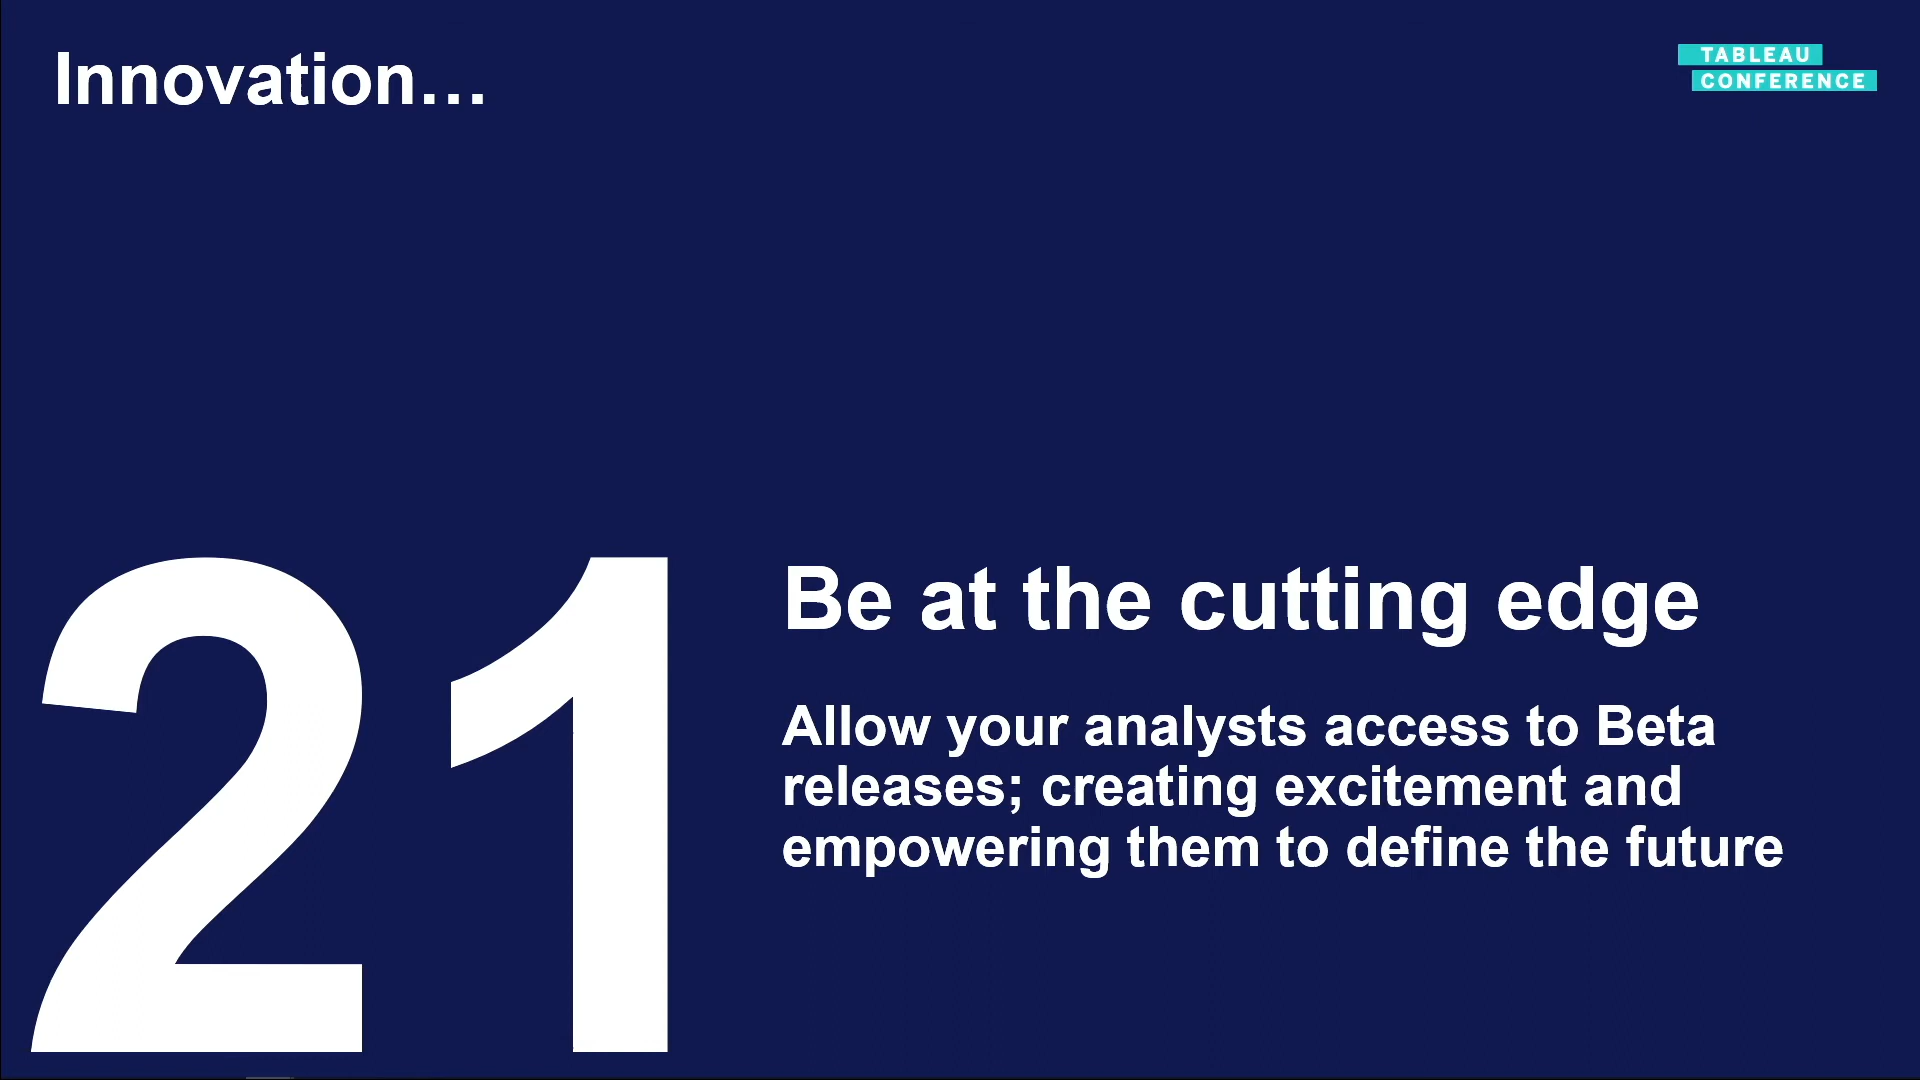 Innovation…
TABLEAU
CONFERENCE
21
Be at the cutting edge
Allow your analysts access to Beta
releases; creating excitement and
empowering them to define the future